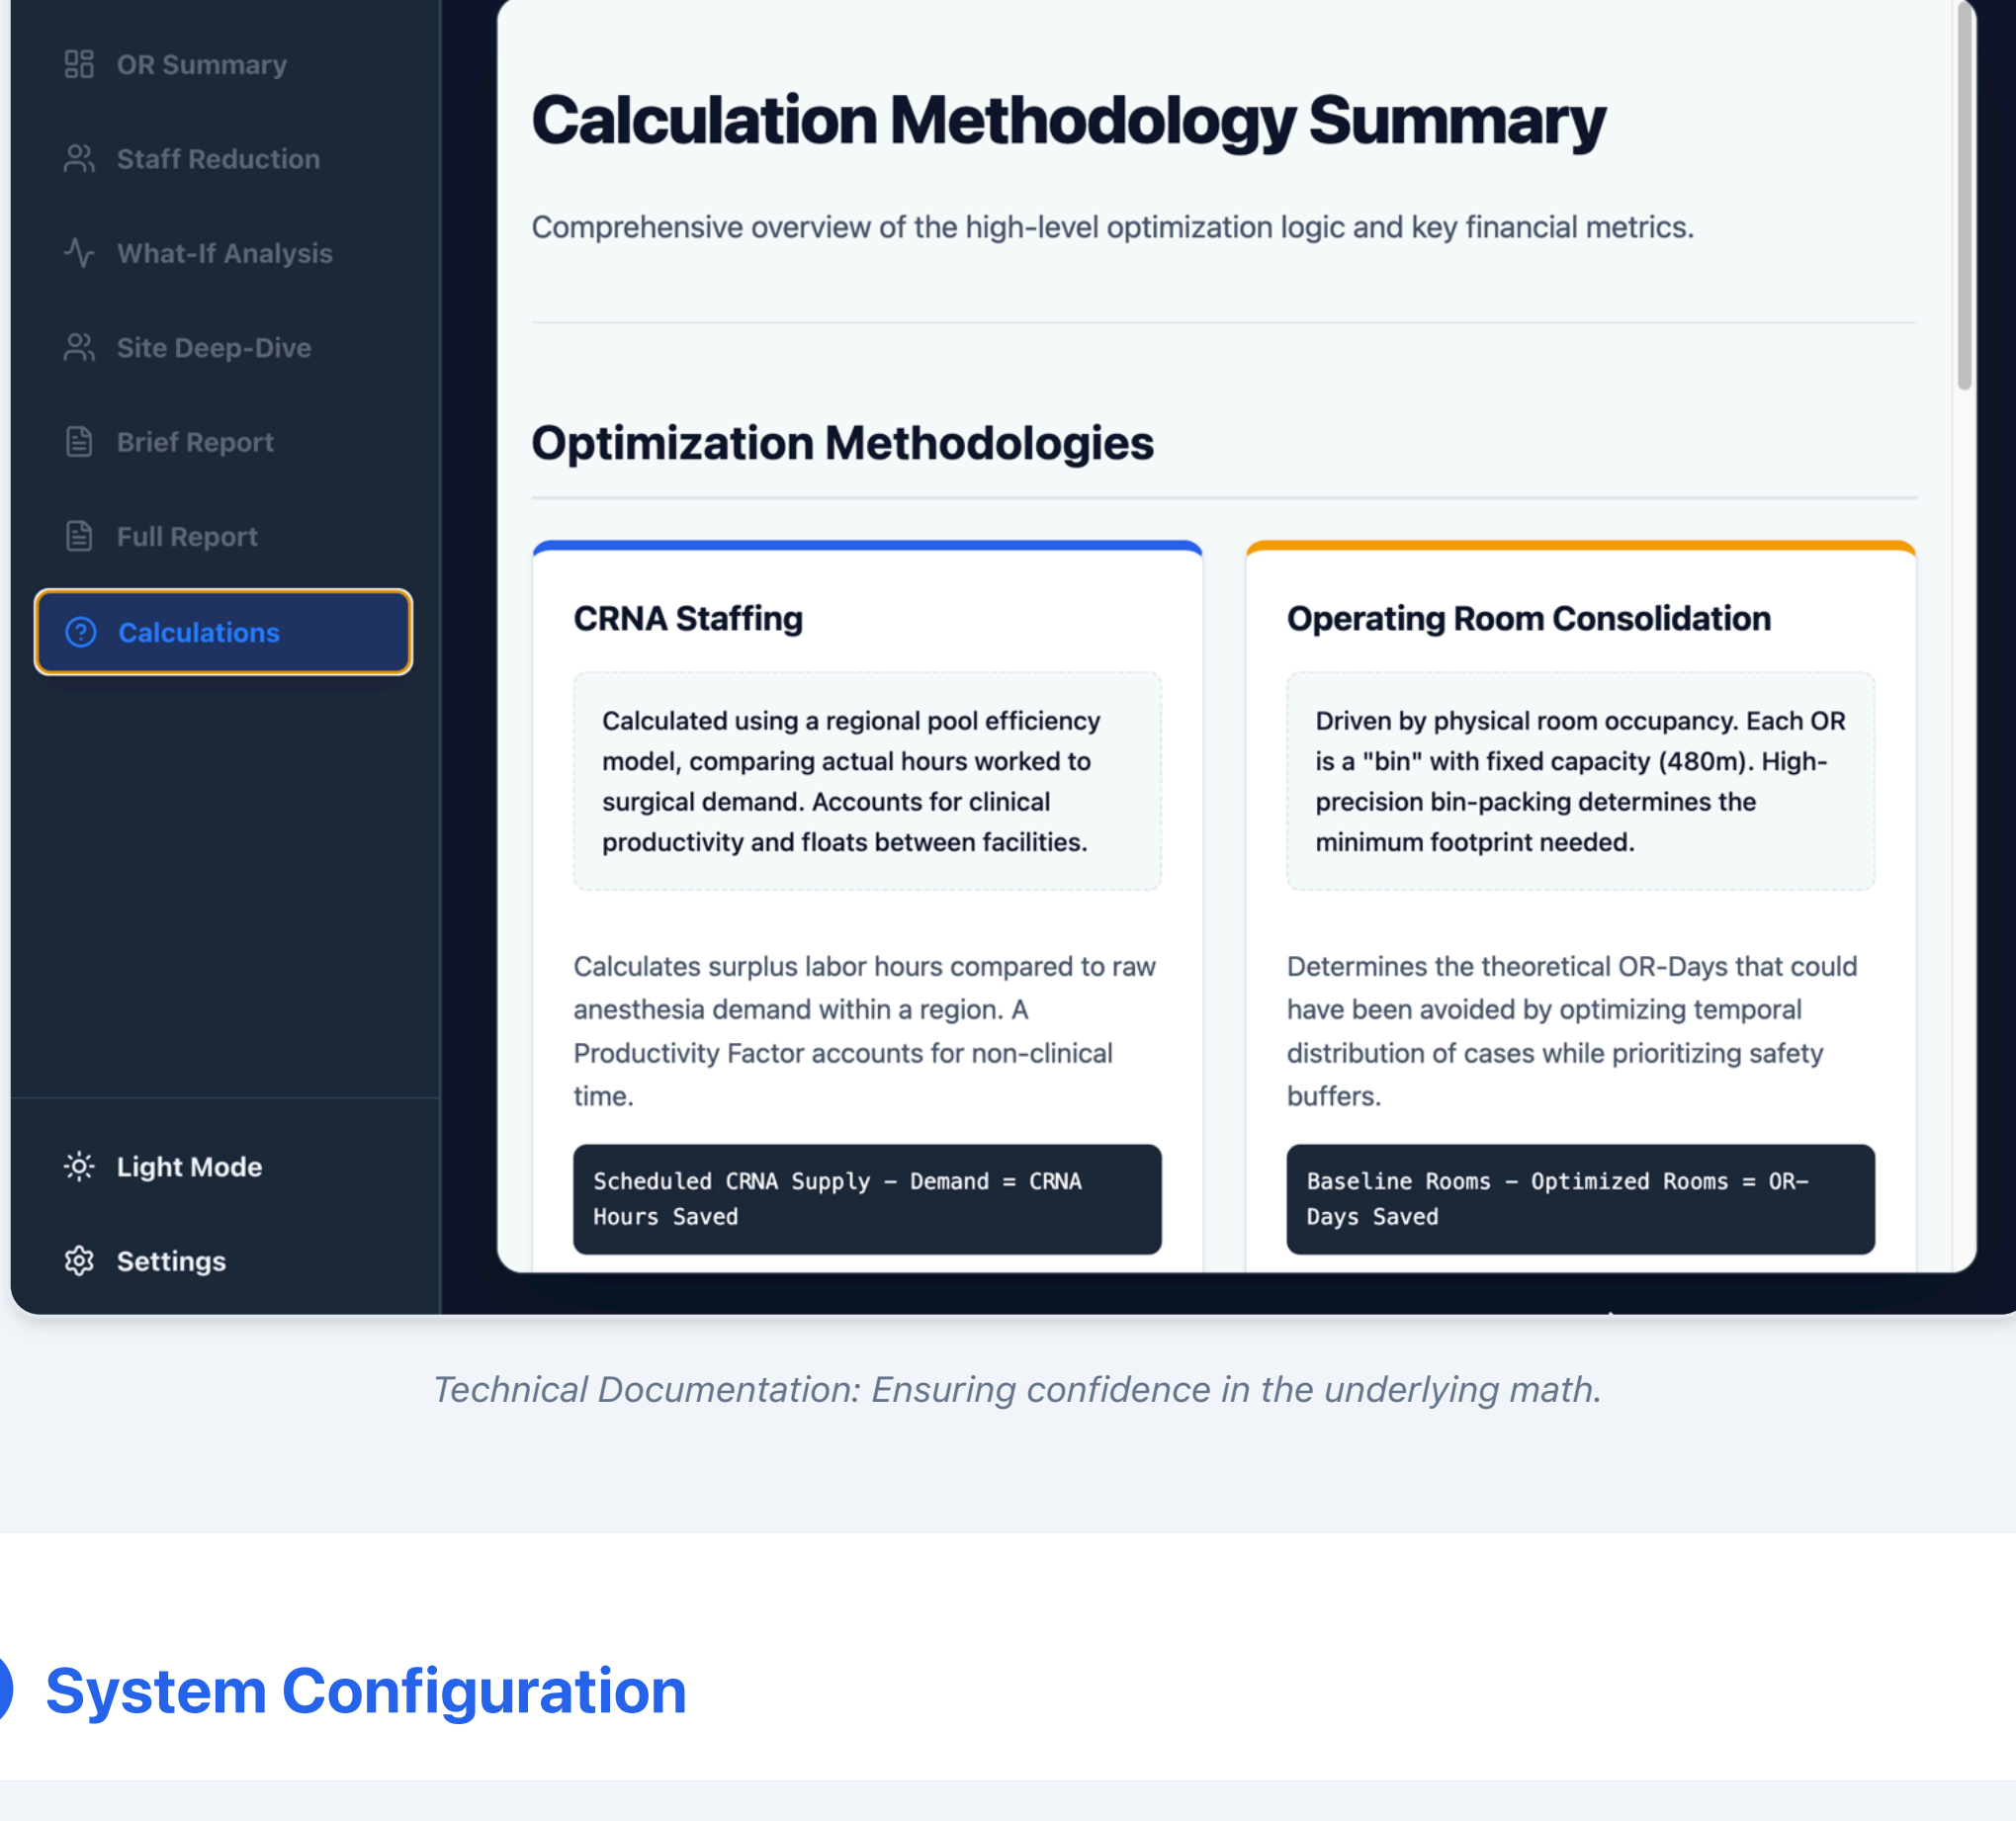 OR Summary
Staff Reduction
What-If Analysis
Site Deep-Dive
Brief Report
Full Report
Calculations
Light Mode
Settings
Calculation Methodology Summary
Comprehensive overview of the high-level optimization logic and key financial metrics.
Optimization Methodologies
CRNA Staffing
Calculated using a regional pool efficiency
model, comparing actual hours worked to
surgical demand. Accounts for clinical
productivity and floats between facilities.
Calculates surplus labor hours compared to raw
anesthesia demand within a region. A
Productivity Factor accounts for non-clinical
time.
Scheduled CRNA Supply − Demand = CRNA
Hours Saved
Operating Room Consolidation
Driven by physical room occupancy. Each OR
is a "bin" with fixed capacity (480m). High-
precision bin-packing determines the
minimum footprint needed.
Determines the theoretical OR-Days that could
have been avoided by optimizing temporal
distribution of cases while prioritizing safety
buffers.
Baseline Rooms − Optimized Rooms = OR-
Days Saved
Technical Documentation: Ensuring confidence in the underlying math.
System Configuration